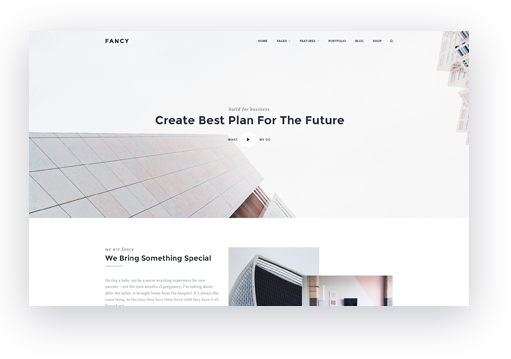 FANCY
HOME PAGES FEATURES PORTFOLIO BLOG SHOP
build for business
Create Best Plan For The Future
WHAT WE DO
we are fancy
We Bring Something Special
Having a baby can be a nerve wracking experience for new
parents – not the nine months of pregnancy, I'm talking about
after the infant is brought home from the hospital. It's always the
same thing, by the time they have their third child they have it all